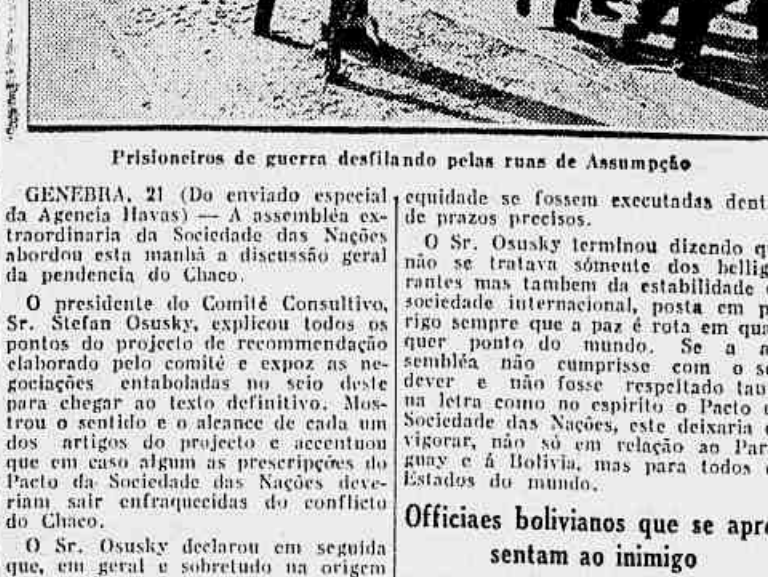 Prisioneiros de guerra desfilando pelas ruas de Assumpção
GENEBRA, 21 (Do enviado especial
da Agencia Havas) — A assembléa ex-
traordinaria da Sociedade das Nações
abordou esta manhã a discussão geral
da pendencia do Chaco.
O presidente do Comité Consultivo,
Sr. Stefan Osusky, explicou todos os
pontos do projecto de recommendação
elaborado pelo comité e expoz as ne-
gociações entaboladas no seio deste
para chegar ao texto definitivo. Mos-
trou o sentido e o alcance de cada um
dos artigos do projecto e accentuou
que em caso algum as prescripções do
Pacto da Sociedade das Nações deve-
riam sair enfraquecidas do conflicto
do Chaco.
O Sr. Osusky declarou em seguida
que, em geral e sobretudo na origem
equidade se fossem executadas dent
de prazos precisos.
O Sr. Osusky terminou dizendo q
não se tratava sómente dos bellig
rantes mas tambem da estabilidade
sociedade internacional, posta em p
rigo sempre que a paz é rota em qua
quer ponto do mundo. Se a a
sembléa não cumprisse com o se
dever e não fosse respeitado tan
na letra como no espirito o Pacto
Sociedade das Nações, este deixaria
vigorar, não só em relação ao Par
guay e á Bolivia, mas para todos
Estados do mundo.
Officiaes bolivianos que se apre
sentam ao inimigo